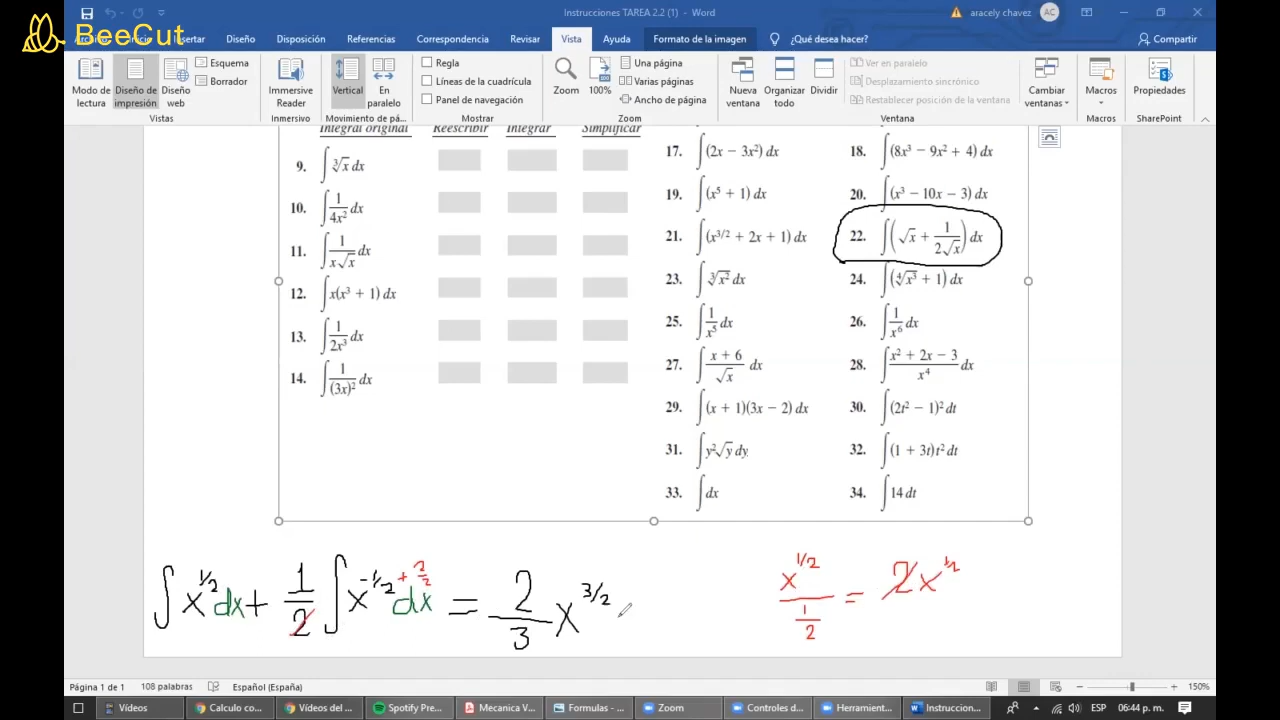 Instrucciones TAREA 2.2 (1) - Word
aracely chavez
AC
BeeCut
sertar
Diseño
Disposición
Referencias
Correspondencia
Revisar
Vista
Ayuda
Formato de la imagen
¿Qué desea hacer?
Compartir
Modo de lectura
Diseño de impresión
Diseño web
Esquema
Borrador
Vistas
Immersive Reader
Inmersivo
Vertical
En paralelo
Movimiento de pá...
Regla
Líneas de la cuadrícula
Panel de navegación
Mostrar
Zoom
100%
Una página
Varias páginas
Ancho de página
Zoom
Nueva ventana
Organizar todo
Dividir
Ver en paralelo
Desplazamiento sincrónico
Restablecer posición de la ventana
Ventana
Cambiar ventanas
Macros
Macros
Propiedades
SharePoint
Integral original Reescribir Integrar Simplificar
9. ∫ ∛x dx
10. ∫ 1/(4x²) dx
11. ∫ 1/(x√x) dx
12. ∫ x(x³ + 1) dx
13. ∫ 1/(2x³) dx
14. ∫ 1/(3x)² dx
17. ∫ (2x − 3x²) dx
18. ∫ (8x³ − 9x² + 4) dx
19. ∫ (x⁵ + 1) dx
20. ∫ (x³ − 10x − 3) dx
21. ∫ (x^{3/2} + 2x + 1) dx
22. ∫ (√x + 1/(2√x)) dx
23. ∫ ∛x² dx
24. ∫ (∜x³ + 1) dx
25. ∫ 1/x⁵ dx
26. ∫ 1/x⁶ dx
27. ∫ (x + 6)/√x dx
28. ∫ (x² + 2x − 3)/x⁴ dx
29. ∫ (x + 1)(3x − 2) dx
30. ∫ (2t² − 1)² dt
31. ∫ y²√y dy
32. ∫ (1 + 3t)t² dt
33. ∫ dx
34. ∫ 14 dt
∫ x^{1/2} dx + 1/2 ∫ x^{-1/2 + 2/2} dx = 2/3 x^{3/2}
x^{1/2} / (1/2) = 2x^{1/2}
Página 1 de 1
108 palabras
Español (España)
150%
Vídeos
Calculo co...
Vídeos del ...
Spotify Pre...
Mecanica V...
Formulas - ...
Zoom
Controles d...
Herramient...
Instruccion...
ESP
06:44 p. m.